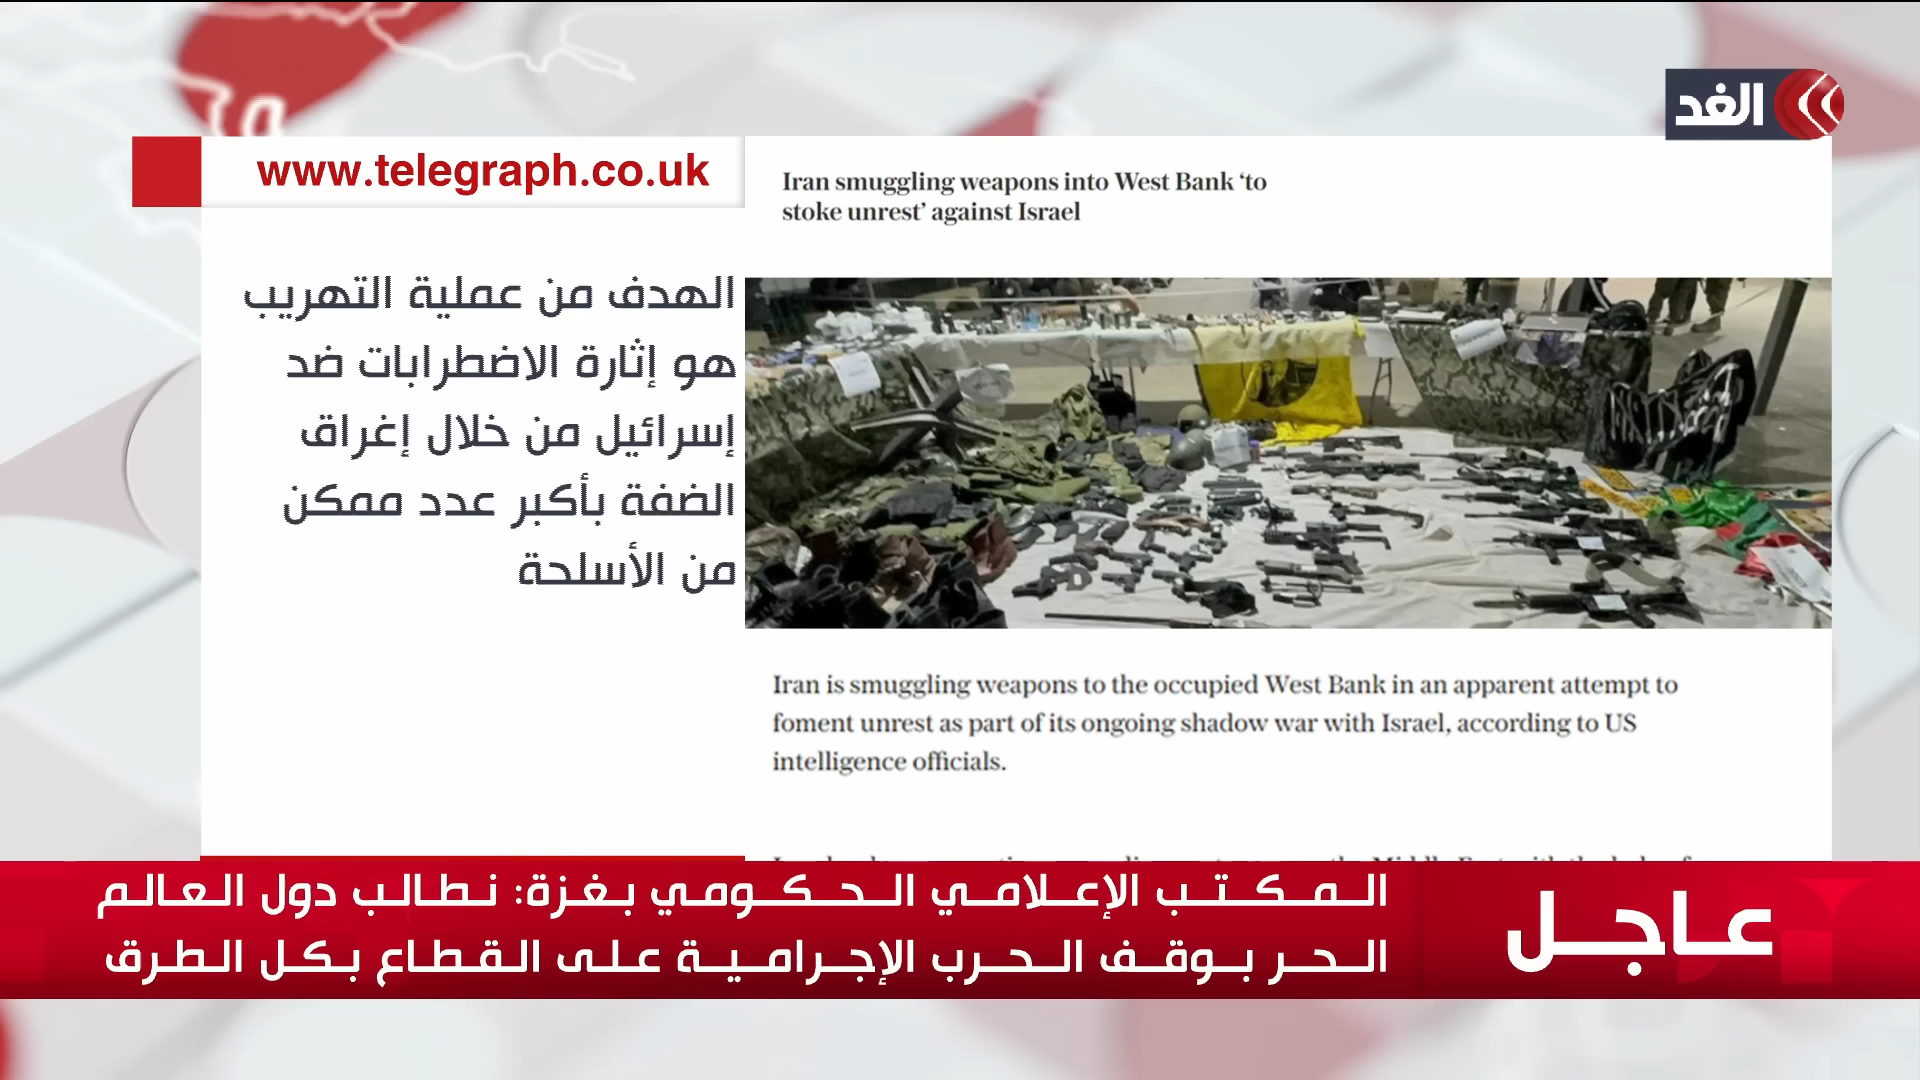 الغد
www.telegraph.co.uk
Iran smuggling weapons into West Bank ‘to
stoke unrest’ against Israel
الهدف من عملية التهريب
هو إثارة الاضطرابات ضد
إسرائيل من خلال إغراق
الضفة بأكبر عدد ممكن
من الأسلحة
Iran is smuggling weapons to the occupied West Bank in an apparent attempt to
foment unrest as part of its ongoing shadow war with Israel, according to US
intelligence officials.
عاجل
المكتب الإعلامي الحكومي بغزة: نطالب دول العالم
الحر بوقف الحرب الإجرامية على القطاع بكل الطرق